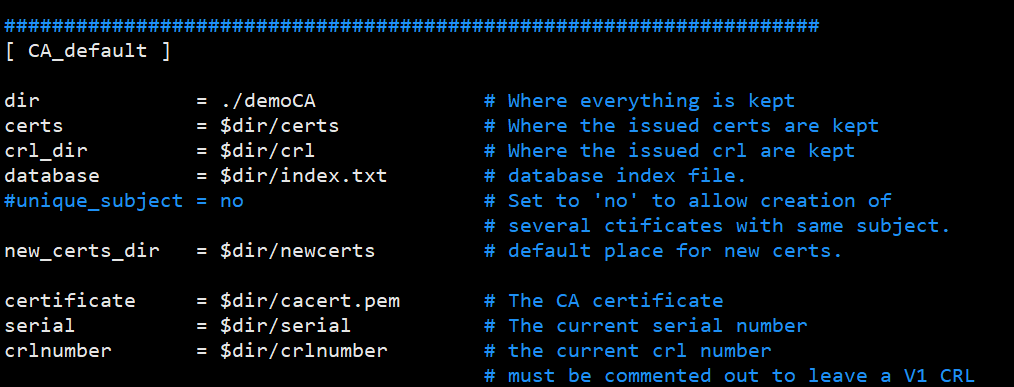 ####################################################################
[ CA_default ]
dir = ./demoCA # Where everything is kept
certs = $dir/certs # Where the issued certs are kept
crl_dir = $dir/crl # Where the issued crl are kept
database = $dir/index.txt # database index file.
#unique_subject = no # Set to 'no' to allow creation of
# several ctificates with same subject.
new_certs_dir = $dir/newcerts # default place for new certs.
certificate = $dir/cacert.pem # The CA certificate
serial = $dir/serial # The current serial number
crlnumber = $dir/crlnumber # the current crl number
# must be commented out to leave a V1 CRL